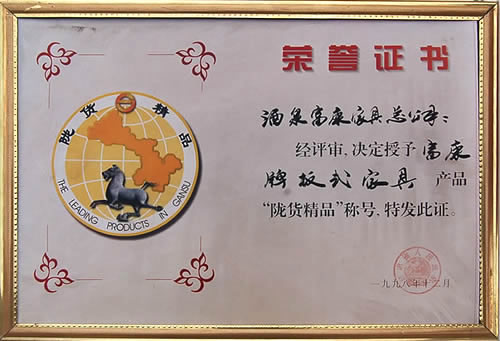 荣誉证书
陇货精品
THE LEADING PRODUCTS IN GANSU
酒泉富康家具总公司：
经评审，决定授予富康
牌板式家具 产品
“陇货精品”称号，特发此证。
一九九八年十二月